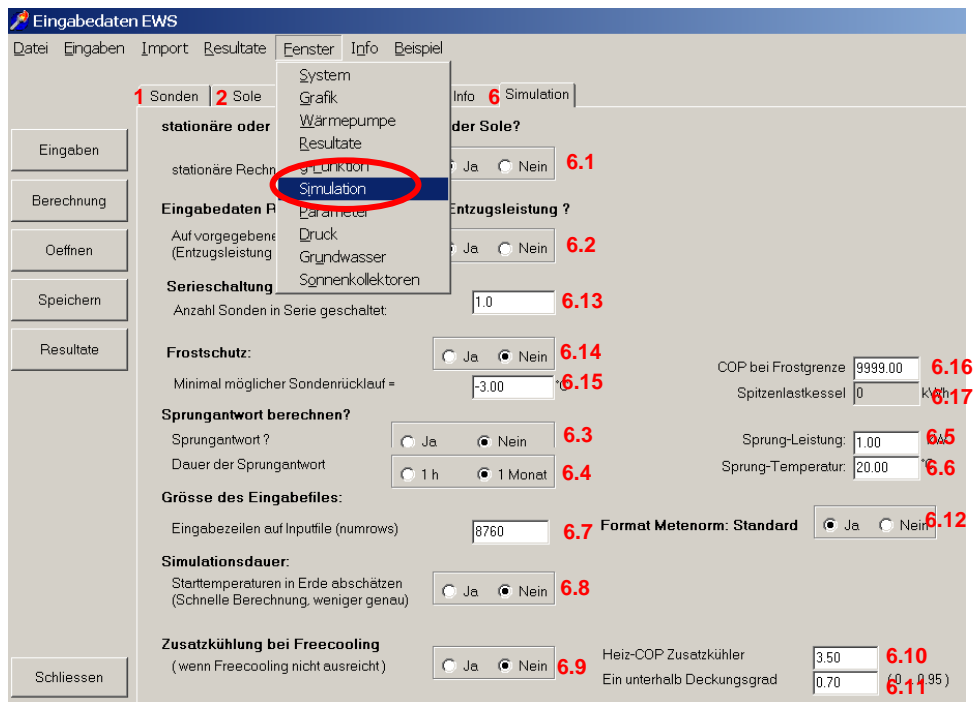 Eingabedaten EWS
Datei Eingaben Import Resultate Fenster Info Beispiel
System
Grafik
Wärmepumpe
Resultate
g-Funktion
Simulation
Parameter
Druck
Grundwasser
Sonnenkollektoren
1 Sonden 2 Sole Info 6 Simulation
Eingaben
Berechnung
Oeffnen
Speichern
Resultate
Schliessen
stationäre oder der Sole?
stationäre Rechn Ja Nein 6.1
Eingabedaten R Entzugsleistung ?
Auf vorgegebene
(Entzugsleistung Ja Nein 6.2
Serieschaltung
Anzahl Sonden in Serie geschaltet: 1.0 6.13
Frostschutz: Ja Nein 6.14
Minimal möglicher Sondenrücklauf = -3.00 °C 6.15
COP bei Frostgrenze 9999.00 6.16
Spitzenlastkessel 0 kWh 6.17
Sprungantwort berechnen?
Sprungantwort ? Ja Nein 6.3
Sprung-Leistung: 1.00 kW 6.5
Dauer der Sprungantwort 1 h 1 Monat 6.4
Sprung-Temperatur: 20.00 °C 6.6
Grösse des Eingabefiles:
Eingabezeilen auf Inputfile (numrows) 8760 6.7
Format Metenorm: Standard Ja Nein 6.12
Simulationsdauer:
Starttemperaturen in Erde abschätzen
(Schnelle Berechnung, weniger genau) Ja Nein 6.8
Zusatzkühlung bei Freecooling
(wenn Freecooling nicht ausreicht) Ja Nein 6.9
Heiz-COP Zusatzkühler 3.50 6.10
Ein unterhalb Deckungsgrad 0.70 (0 .. 0.95) 6.11